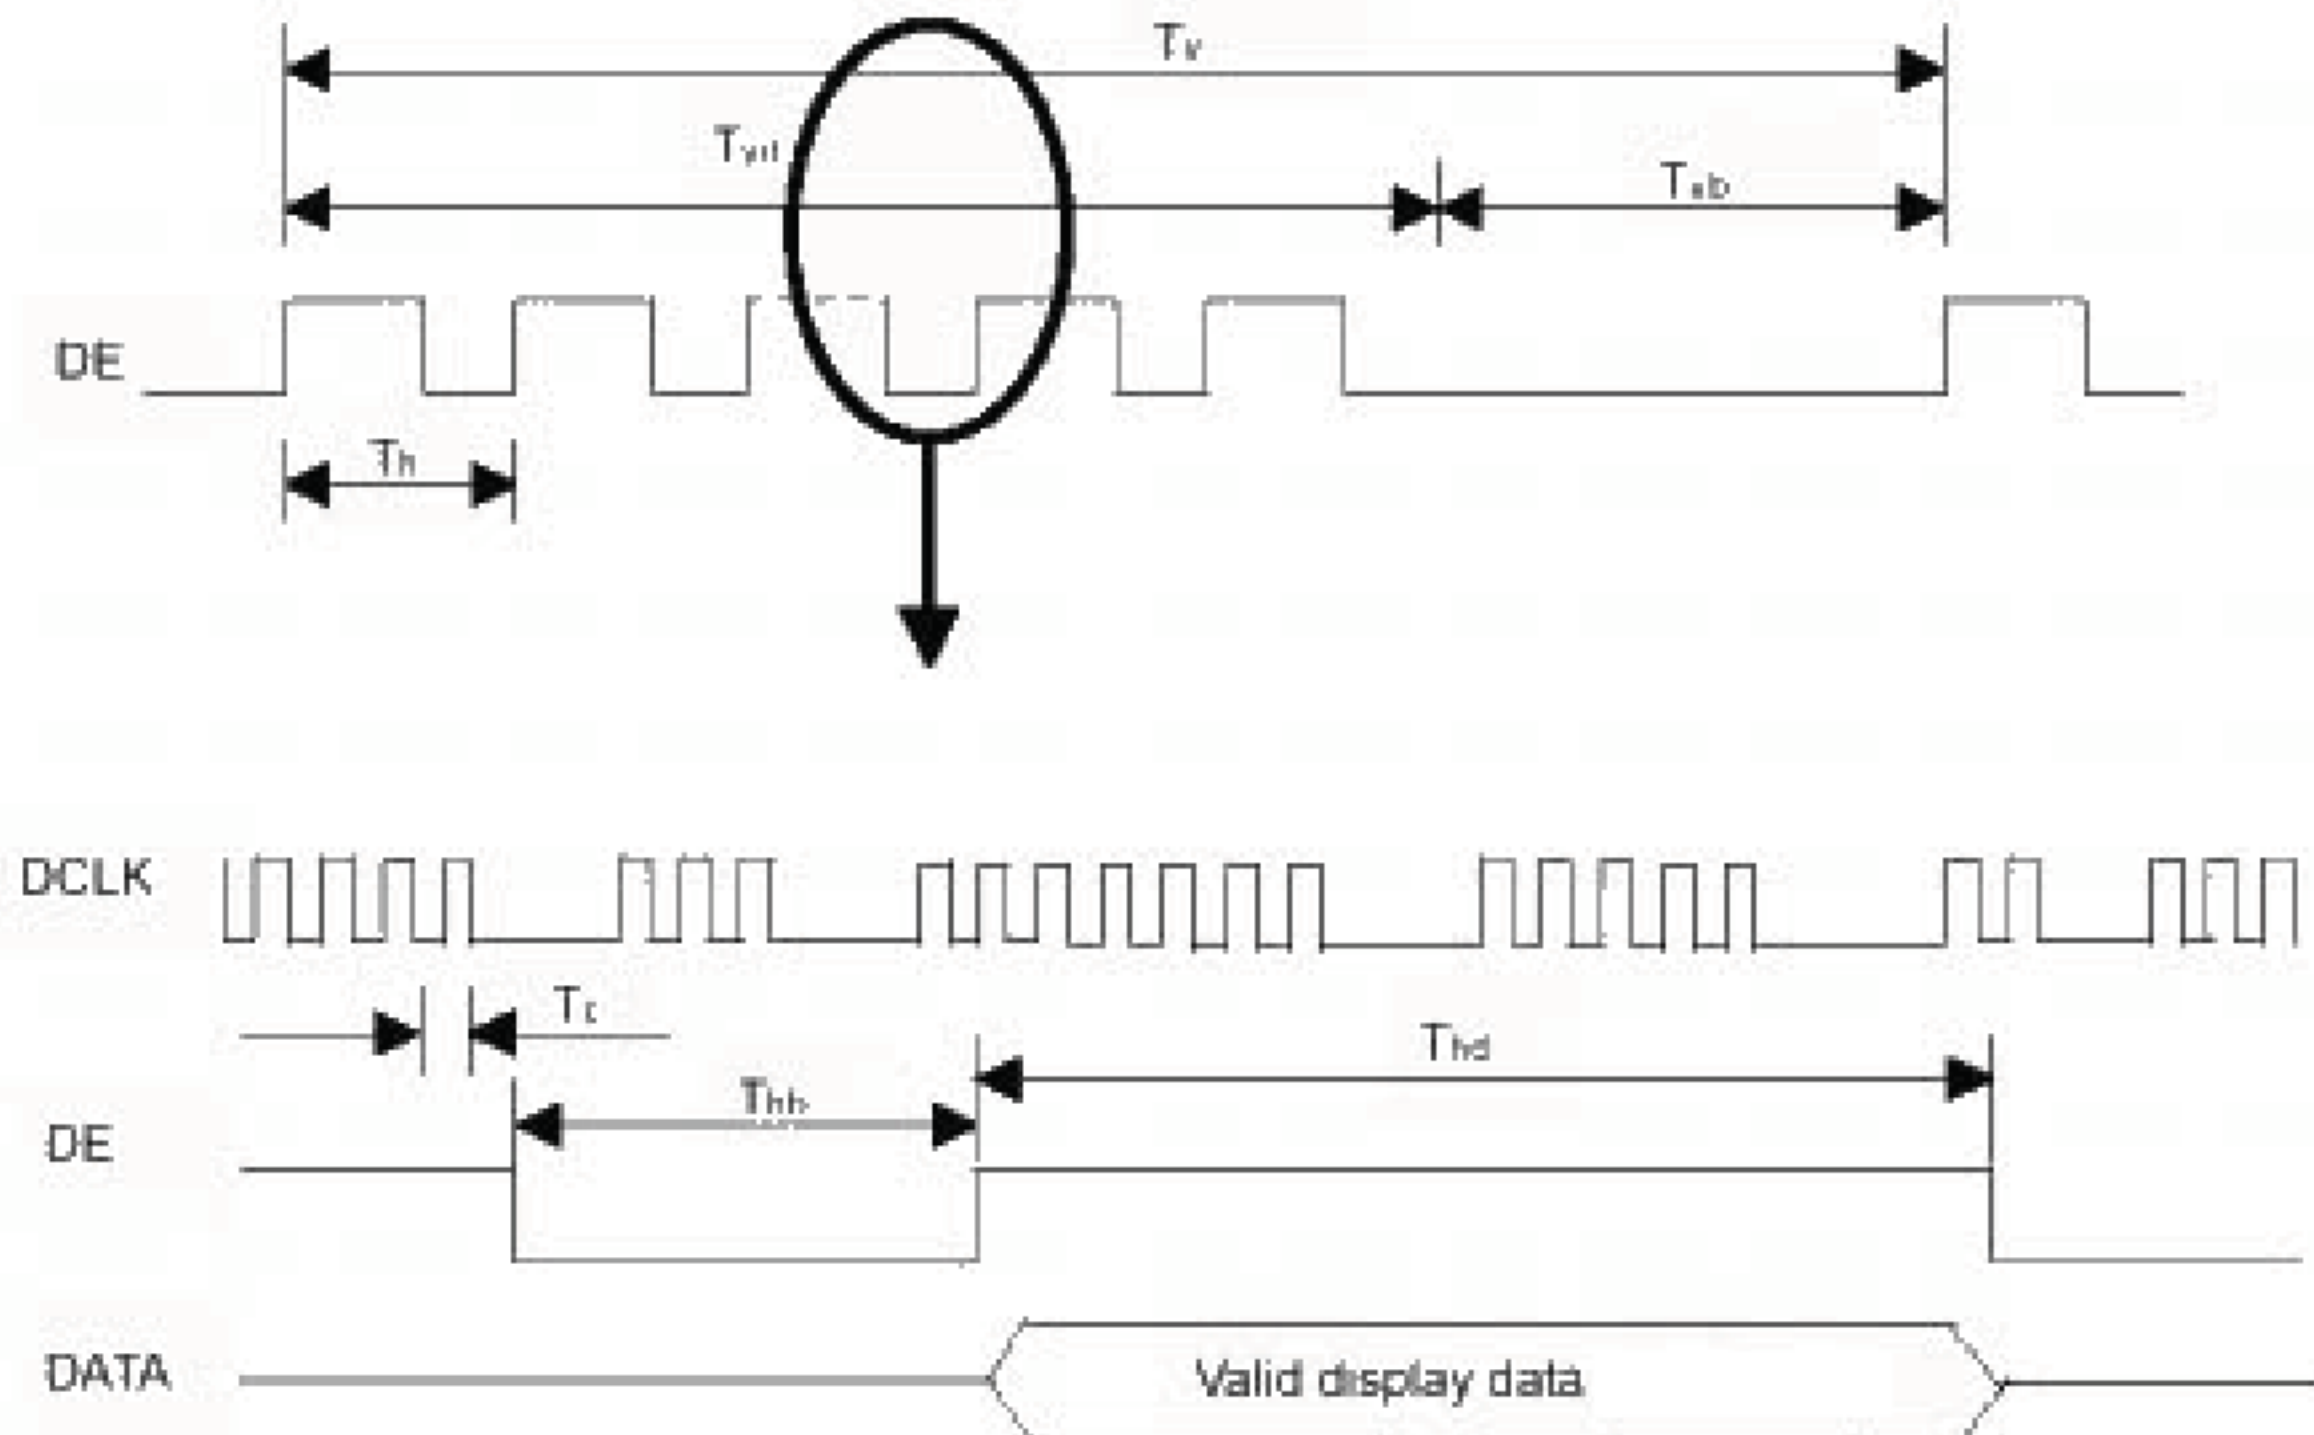 Tv
Tvd
Tvb
DE
Th
DCLK
Tc
Thd
Thb
DE
DATA
Valid display data